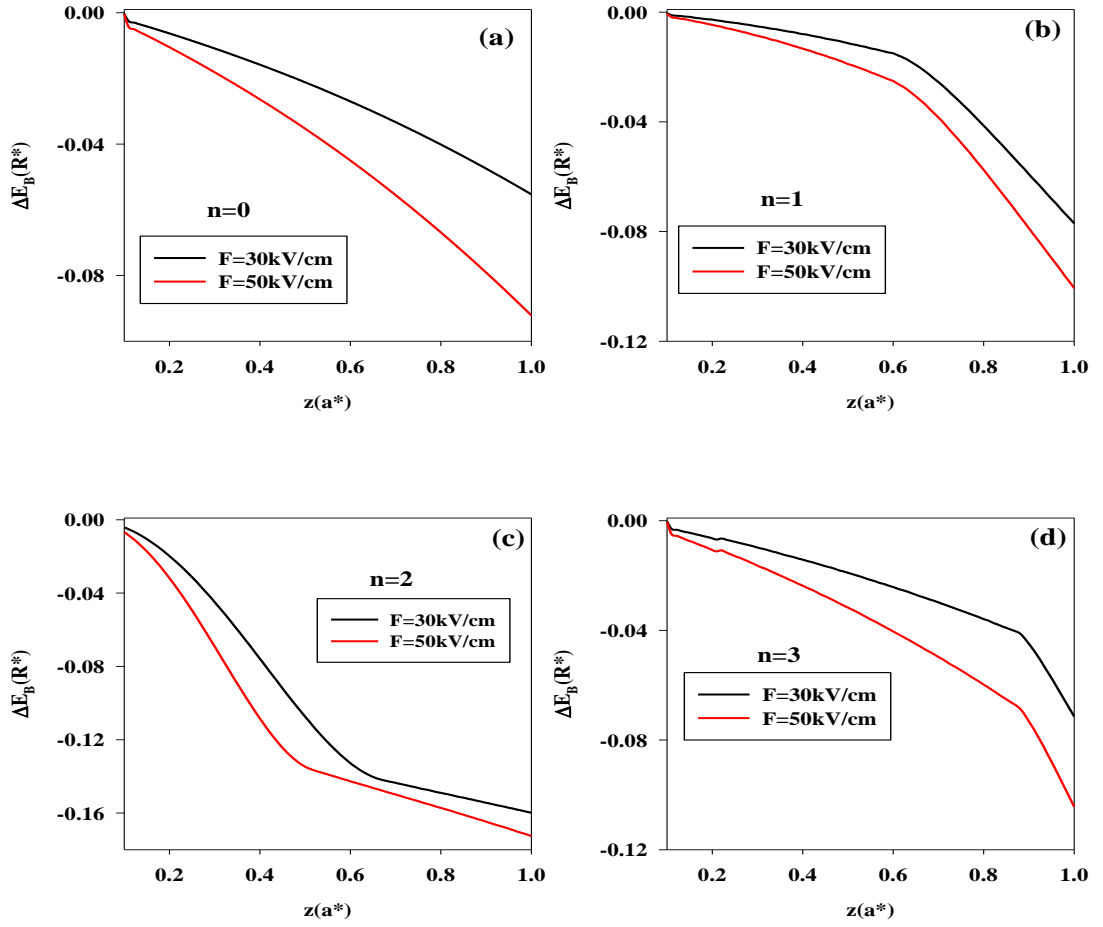 0.00
-0.04
-0.08
ΔE_B(R*)
(a)
n=0
F=30kV/cm
F=50kV/cm
0.2 0.4 0.6 0.8 1.0
z(a*)
0.00
-0.04
-0.08
-0.12
ΔE_B(R*)
(b)
n=1
F=30kV/cm
F=50kV/cm
0.2 0.4 0.6 0.8 1.0
z(a*)
0.00
-0.04
-0.08
-0.12
-0.16
ΔE_B(R*)
(c)
n=2
F=30kV/cm
F=50kV/cm
0.2 0.4 0.6 0.8 1.0
z(a*)
0.00
-0.04
-0.08
-0.12
ΔE_B(R*)
(d)
n=3
F=30kV/cm
F=50kV/cm
0.2 0.4 0.6 0.8 1.0
z(a*)